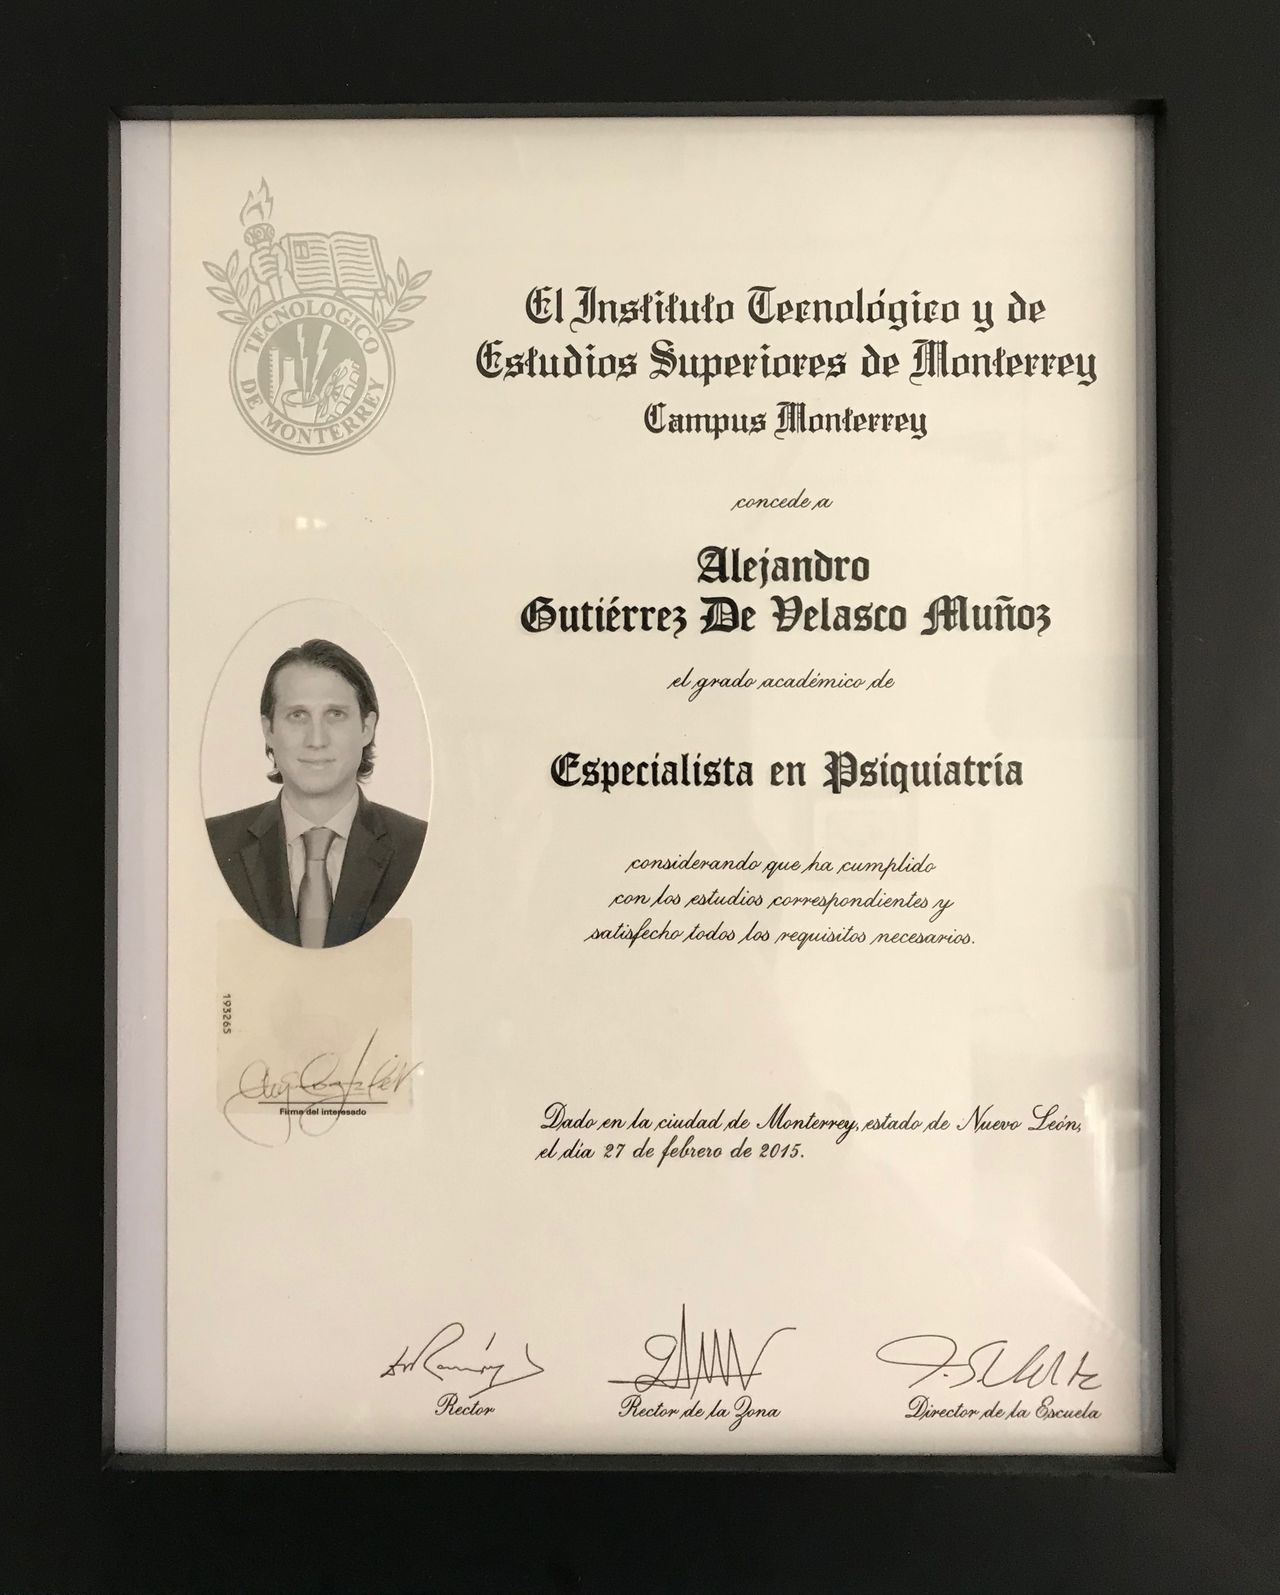 TECNOLOGICO
DE MONTERREY
El Instituto Tecnológico y de
Estudios Superiores de Monterrey
Campus Monterrey
concede a
Alejandro
Gutiérrez De Velasco Muñoz
el grado académico de
Especialista en Psiquiatría
considerando que ha cumplido
con los estudios correspondientes y
satisfecho todos los requisitos necesarios.
193265
Firma del interesado
Dado en la ciudad de Monterrey, estado de Nuevo León,
el día 27 de febrero de 2015.
Rector
Rector de la Zona
Director de la Escuela